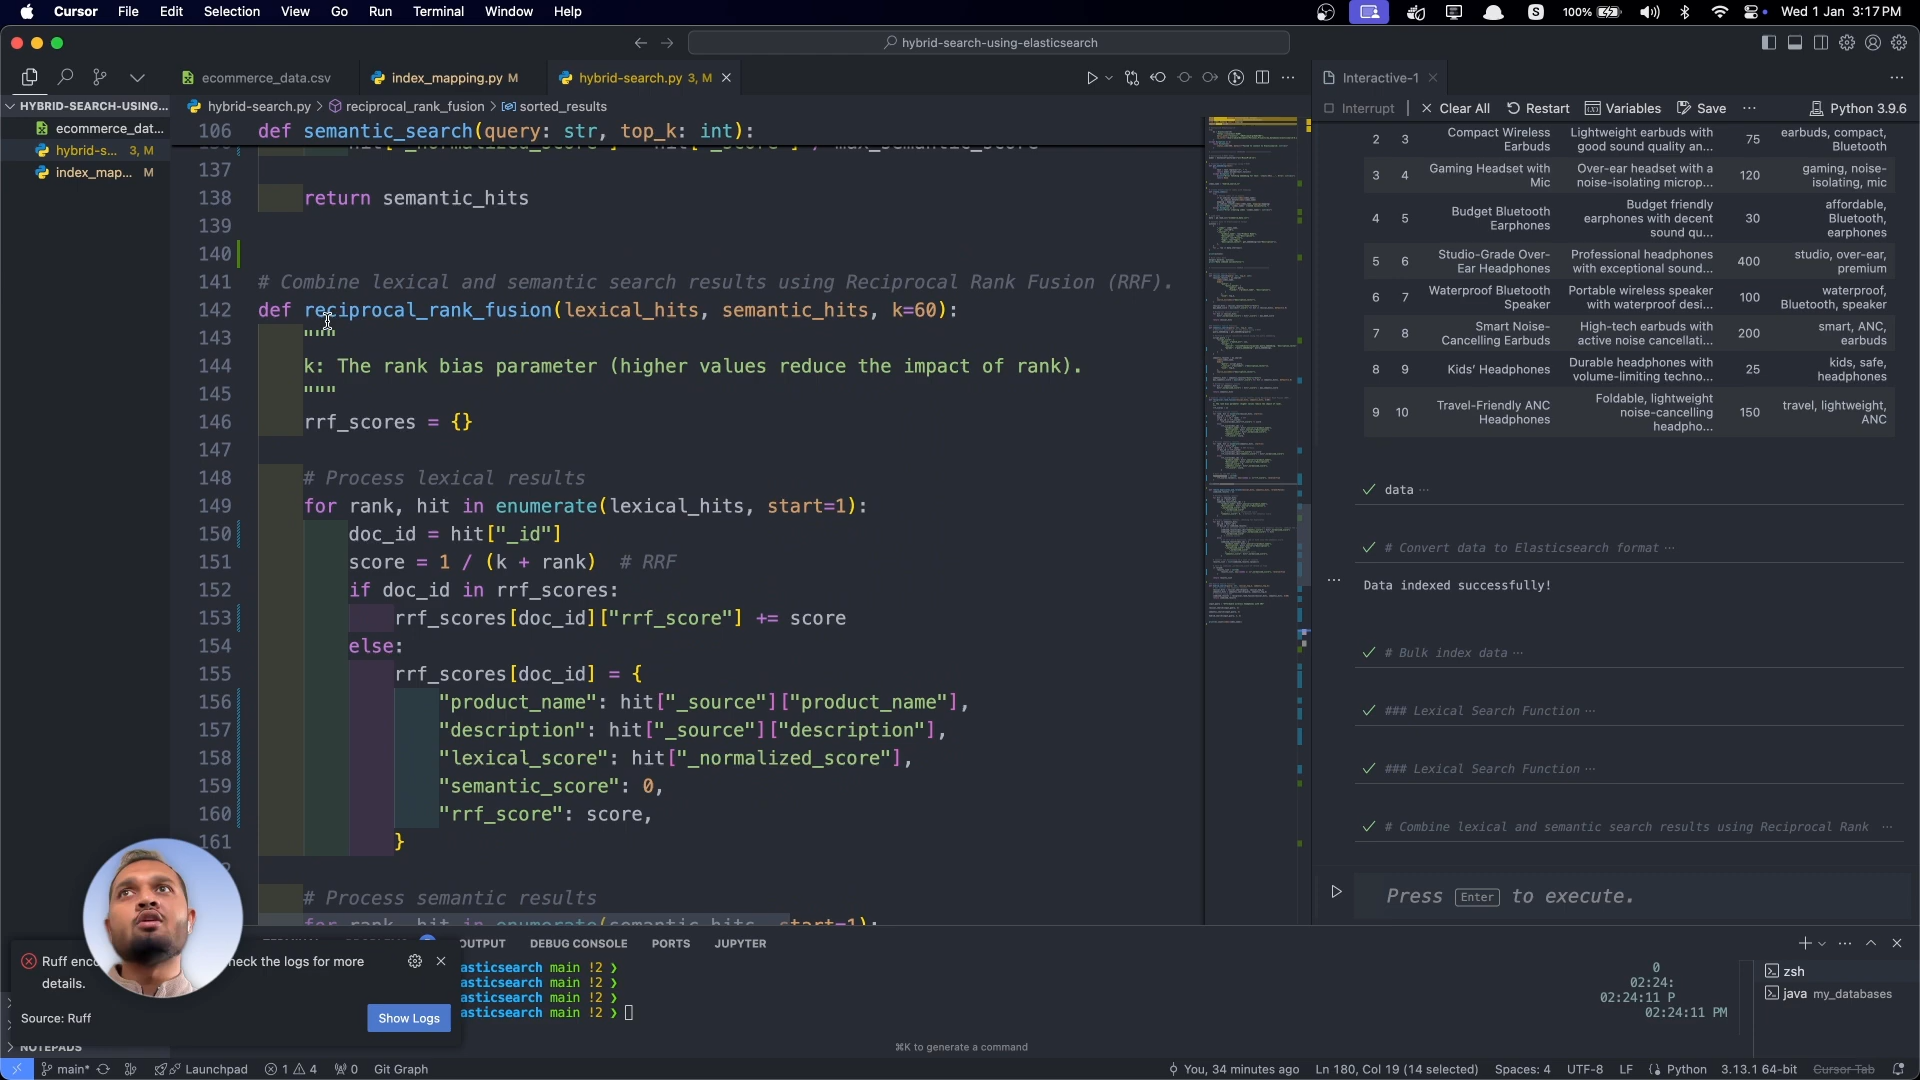 Cursor File Edit Selection View Go Run Terminal Window Help
100% Wed 1 Jan 3:17 PM
hybrid-search-using-elasticsearch
ecommerce_data.csv
index_mapping.py M
hybrid-search.py 3, M
Interactive-1
HYBRID-SEARCH-USING...
ecommerce_dat...
hybrid-s... 3, M
index_map... M
hybrid-search.py > reciprocal_rank_fusion > sorted_results
Interrupt | Clear All Restart Variables Save ... Python 3.9.6
106 def semantic_search(query: str, top_k: int):
137
138 return semantic_hits
139
140
141 # Combine lexical and semantic search results using Reciprocal Rank Fusion (RRF).
142 def reciprocal_rank_fusion(lexical_hits, semantic_hits, k=60):
143 """
144 k: The rank bias parameter (higher values reduce the impact of rank).
145 """
146 rrf_scores = {}
147
148 # Process lexical results
149 for rank, hit in enumerate(lexical_hits, start=1):
150 doc_id = hit["_id"]
151 score = 1 / (k + rank) # RRF
152 if doc_id in rrf_scores:
153 rrf_scores[doc_id]["rrf_score"] += score
154 else:
155 rrf_scores[doc_id] = {
156 "product_name": hit["_source"]["product_name"],
157 "description": hit["_source"]["description"],
158 "lexical_score": hit["_normalized_score"],
159 "semantic_score": 0,
160 "rrf_score": score,
161 }
# Process semantic results
for rank, hit in enumerate(semantic_hits, start=1):
2 3 Compact Wireless Earbuds Lightweight earbuds with good sound quality an... 75 earbuds, compact, Bluetooth
3 4 Gaming Headset with Mic Over-ear headset with a noise-isolating microp... 120 gaming, noise-isolating, mic
4 5 Budget Bluetooth Earphones Budget friendly earphones with decent sound qu... 30 affordable, Bluetooth, earphones
5 6 Studio-Grade Over-Ear Headphones Professional headphones with exceptional sound... 400 studio, over-ear, premium
6 7 Waterproof Bluetooth Speaker Portable wireless speaker with waterproof desi... 100 waterproof, Bluetooth, speaker
7 8 Smart Noise-Cancelling Earbuds High-tech earbuds with active noise cancellati... 200 smart, ANC, earbuds
8 9 Kids' Headphones Durable headphones with volume-limiting techno... 25 kids, safe, headphones
9 10 Travel-Friendly ANC Headphones Foldable, lightweight noise-cancelling headpho... 150 travel, lightweight, ANC
data ...
# Convert data to Elasticsearch format ...
Data indexed successfully!
# Bulk index data ...
### Lexical Search Function ...
### Lexical Search Function ...
# Combine lexical and semantic search results using Reciprocal Rank ...
Press Enter to execute.
OUTPUT DEBUG CONSOLE PORTS JUPYTER
asticsearch main !2 ❯
asticsearch main !2 ❯
asticsearch main !2 ❯
asticsearch main !2 ❯
0
02:24:
02:24:11 P
02:24:11 PM
zsh
java my_databases
⌘K to generate a command
Ruff enc
heck the logs for more
details.
Source: Ruff
Show Logs
NOTEPADS
main* Launchpad 1 4 0 Git Graph You, 34 minutes ago Ln 180, Col 19 (14 selected) Spaces: 4 UTF-8 LF Python 3.13.1 64-bit Cursor Tab